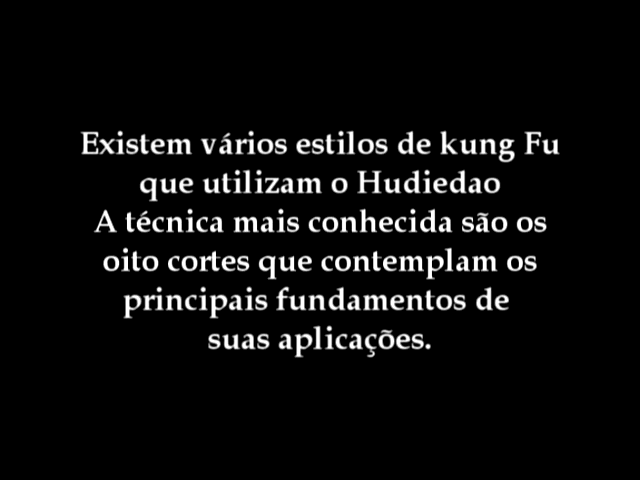 Existem vários estilos de kung Fu
que utilizam o Hudiedao
A técnica mais conhecida são os
oito cortes que contemplam os
principais fundamentos de
suas aplicações.